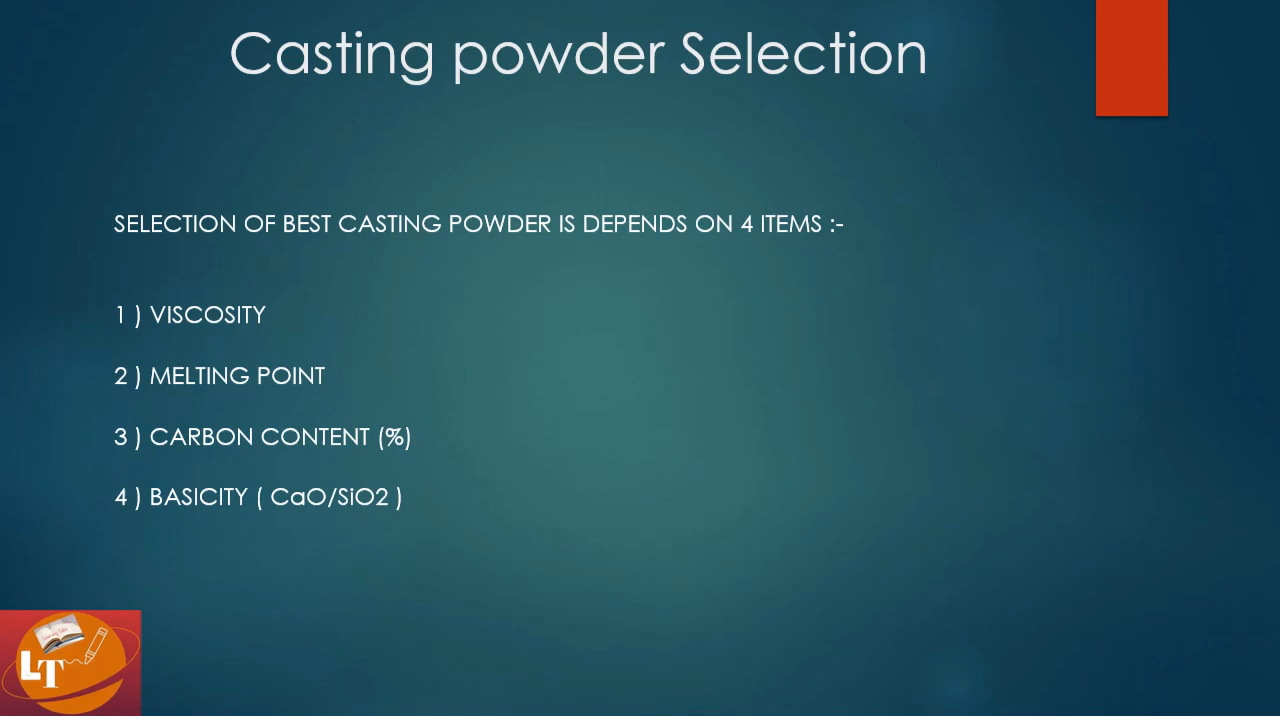 Casting powder Selection
SELECTION OF BEST CASTING POWDER IS DEPENDS ON 4 ITEMS :-
1 ) VISCOSITY
2 ) MELTING POINT
3 ) CARBON CONTENT (%)
4 ) BASICITY ( CaO/SiO2 )
LT